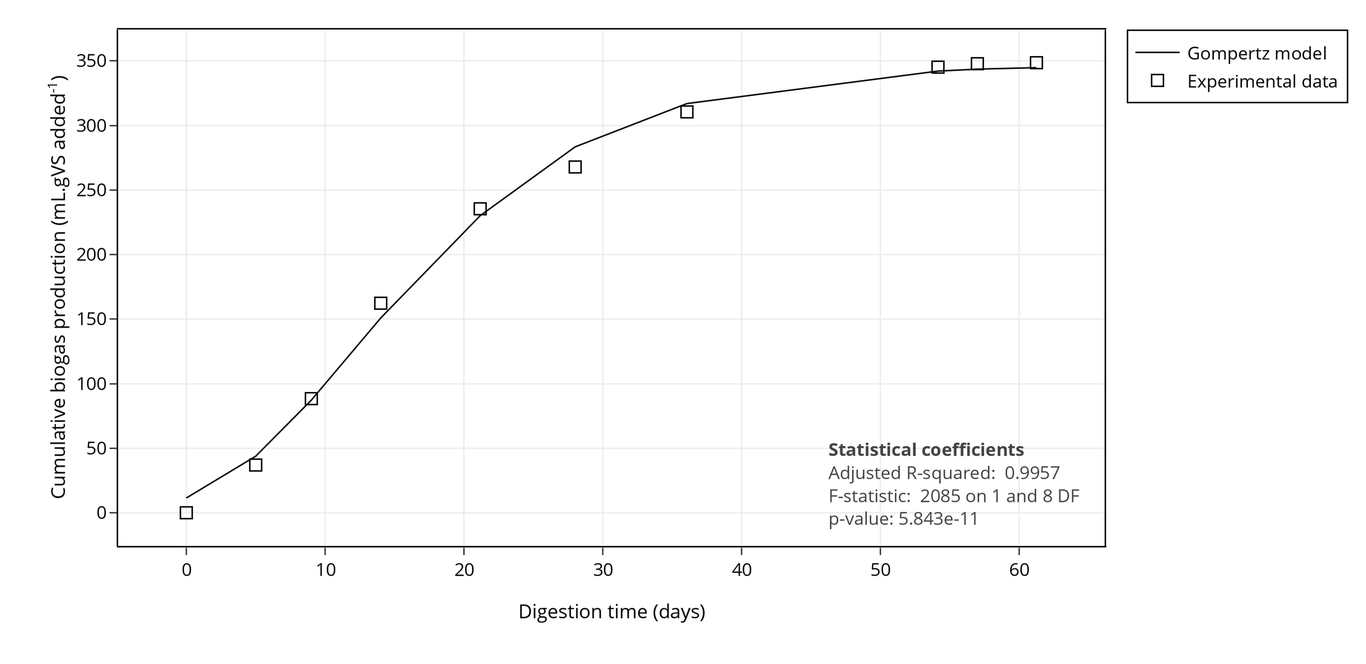 Gompertz model
Experimental data
Cumulative biogas production (mL.gVS added⁻¹)
350
300
250
200
150
100
50
0
Statistical coefficients
Adjusted R-squared:  0.9957
F-statistic:  2085 on 1 and 8 DF
p-value: 5.843e-11
0 10 20 30 40 50 60
Digestion time (days)